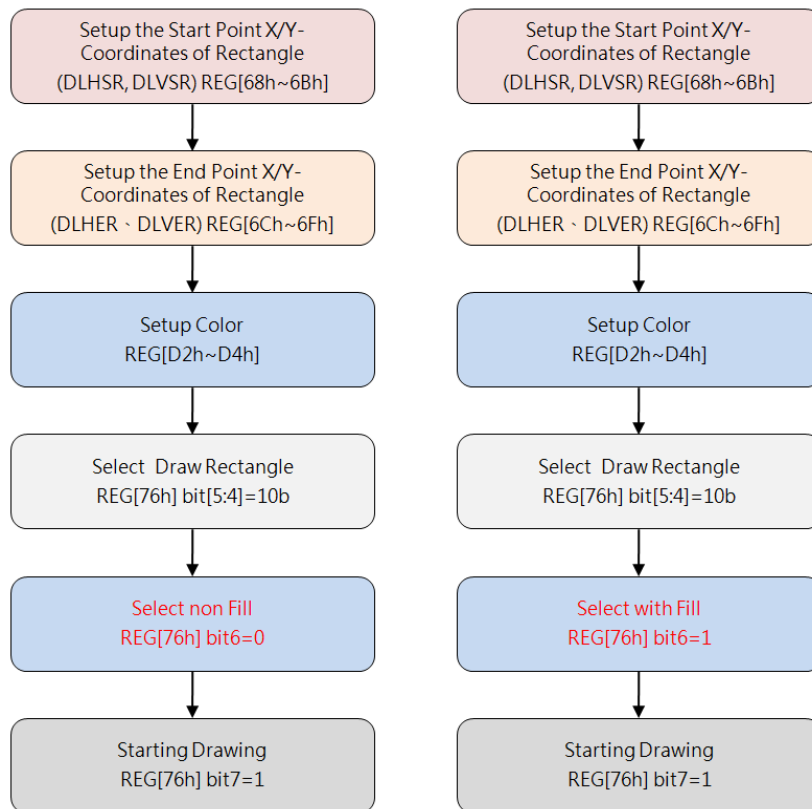 Setup the Start Point X/Y-
Coordinates of Rectangle
(DLHSR, DLVSR) REG[68h~6Bh]
Setup the End Point X/Y-
Coordinates of Rectangle
(DLHER、DLVER) REG[6Ch~6Fh]
Setup Color
REG[D2h~D4h]
Select Draw Rectangle
REG[76h] bit[5:4]=10b
Select non Fill
REG[76h] bit6=0
Starting Drawing
REG[76h] bit7=1
Setup the Start Point X/Y-
Coordinates of Rectangle
(DLHSR, DLVSR) REG[68h~6Bh]
Setup the End Point X/Y-
Coordinates of Rectangle
(DLHER、DLVER) REG[6Ch~6Fh]
Setup Color
REG[D2h~D4h]
Select Draw Rectangle
REG[76h] bit[5:4]=10b
Select with Fill
REG[76h] bit6=1
Starting Drawing
REG[76h] bit7=1